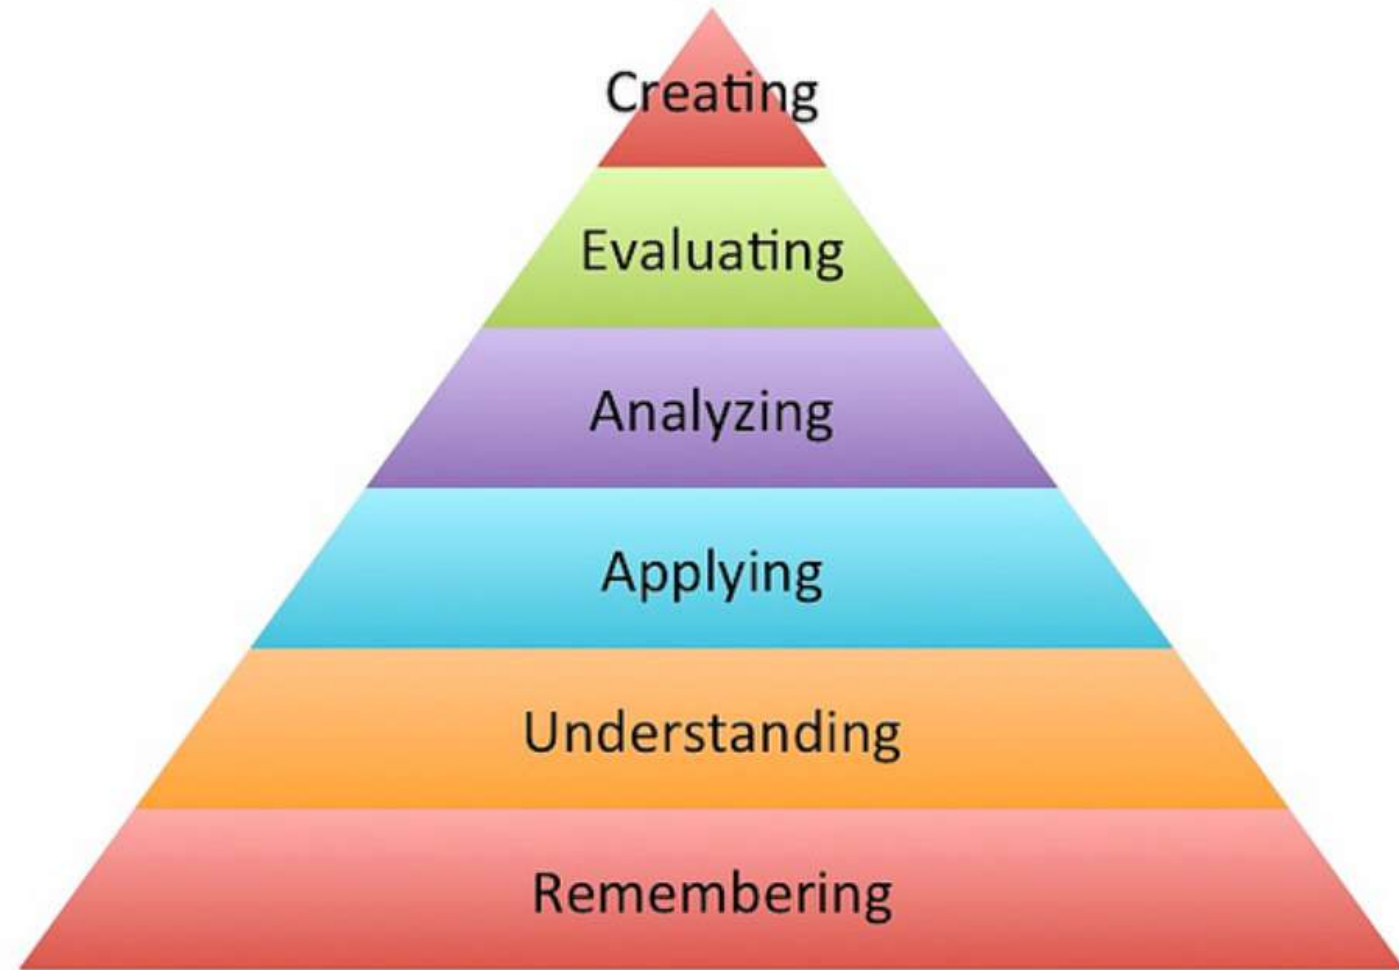 Creating
Evaluating
Analyzing
Applying
Understanding
Remembering